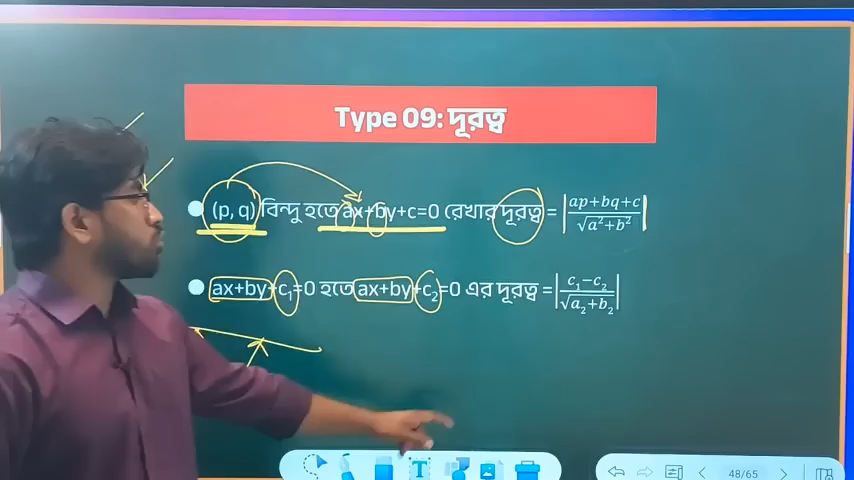 Type 09: দূরত্ব
(p, q) বিন্দু হতে ax+by+c=0 রেখার দূরত্ব = |ap+bq+c / √a²+b²|
ax+by+c₁=0 হতে ax+by+c₂=0 এর দূরত্ব = |c₁−c₂ / √a₂+b₂|
T
48/65